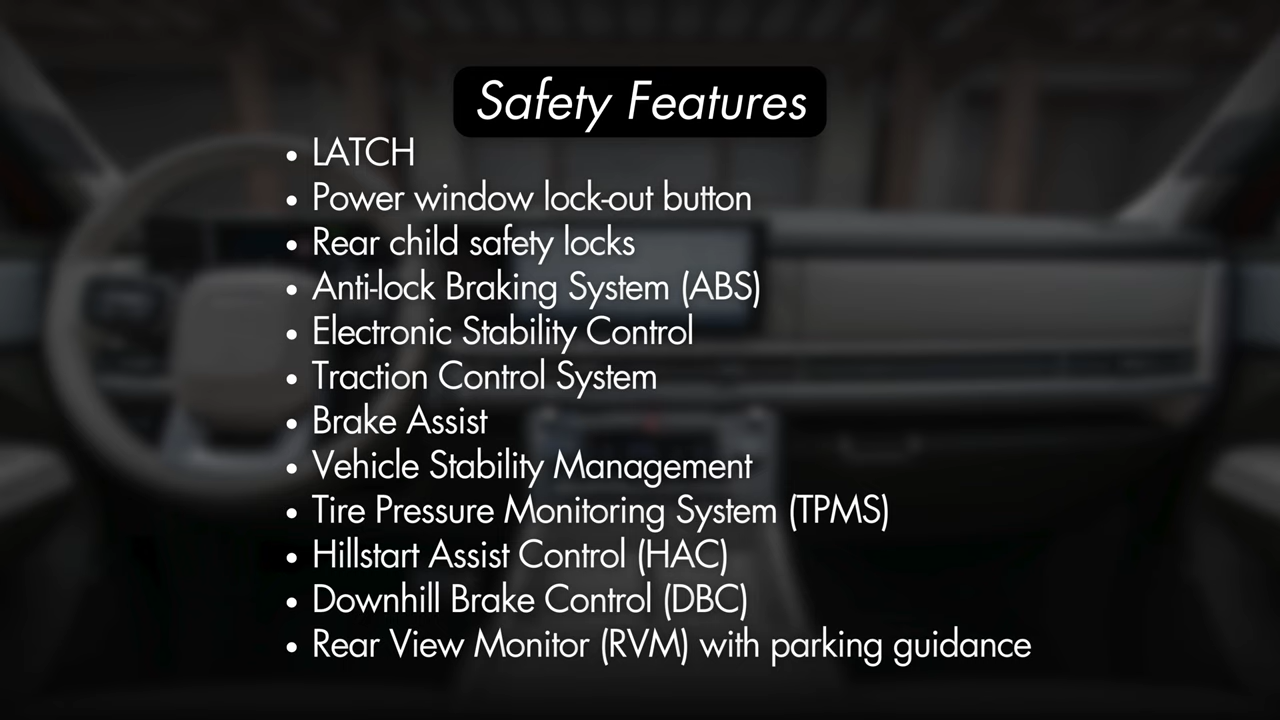 Safety Features
• LATCH
• Power window lock-out button
• Rear child safety locks
• Anti-lock Braking System (ABS)
• Electronic Stability Control
• Traction Control System
• Brake Assist
• Vehicle Stability Management
• Tire Pressure Monitoring System (TPMS)
• Hillstart Assist Control (HAC)
• Downhill Brake Control (DBC)
• Rear View Monitor (RVM) with parking guidance